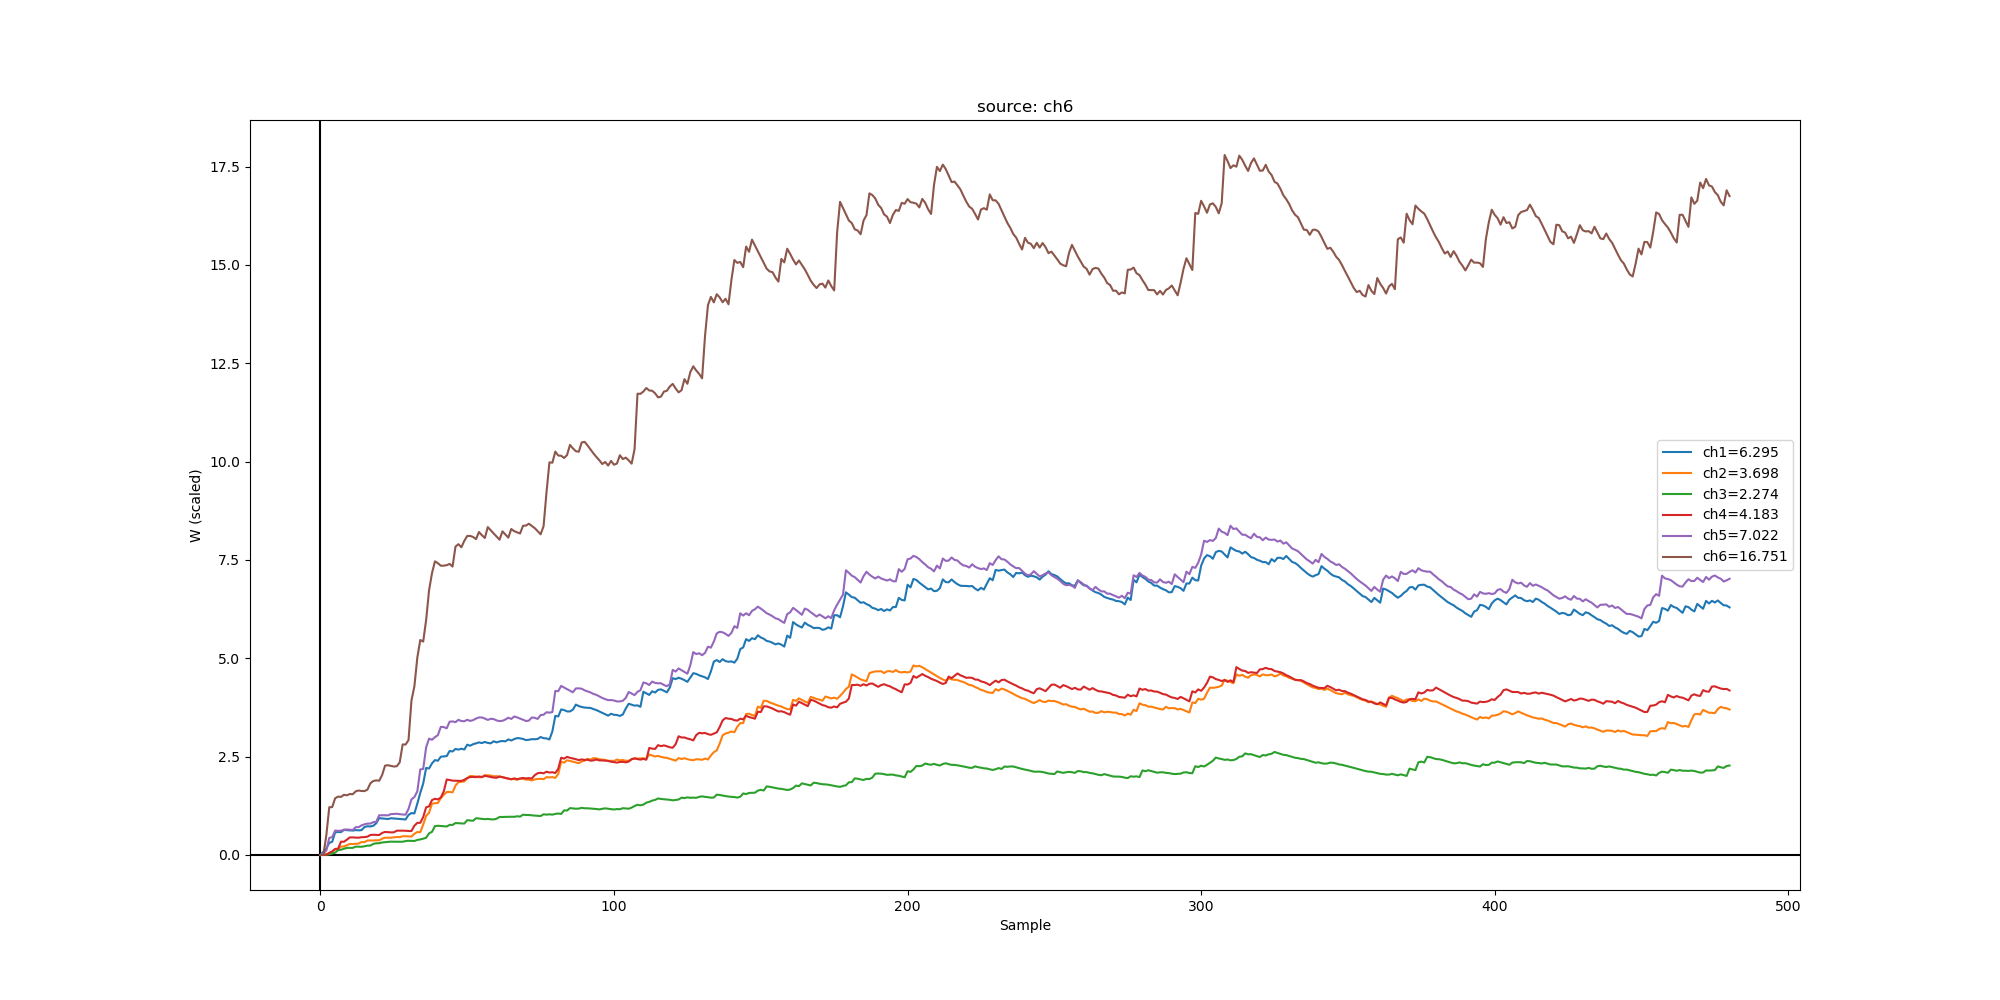 source: ch6
W (scaled)
17.5
15.0
12.5
10.0
7.5
5.0
2.5
0.0
ch1=6.295
ch2=3.698
ch3=2.274
ch4=4.183
ch5=7.022
ch6=16.751
0 100 200 300 400 500
Sample